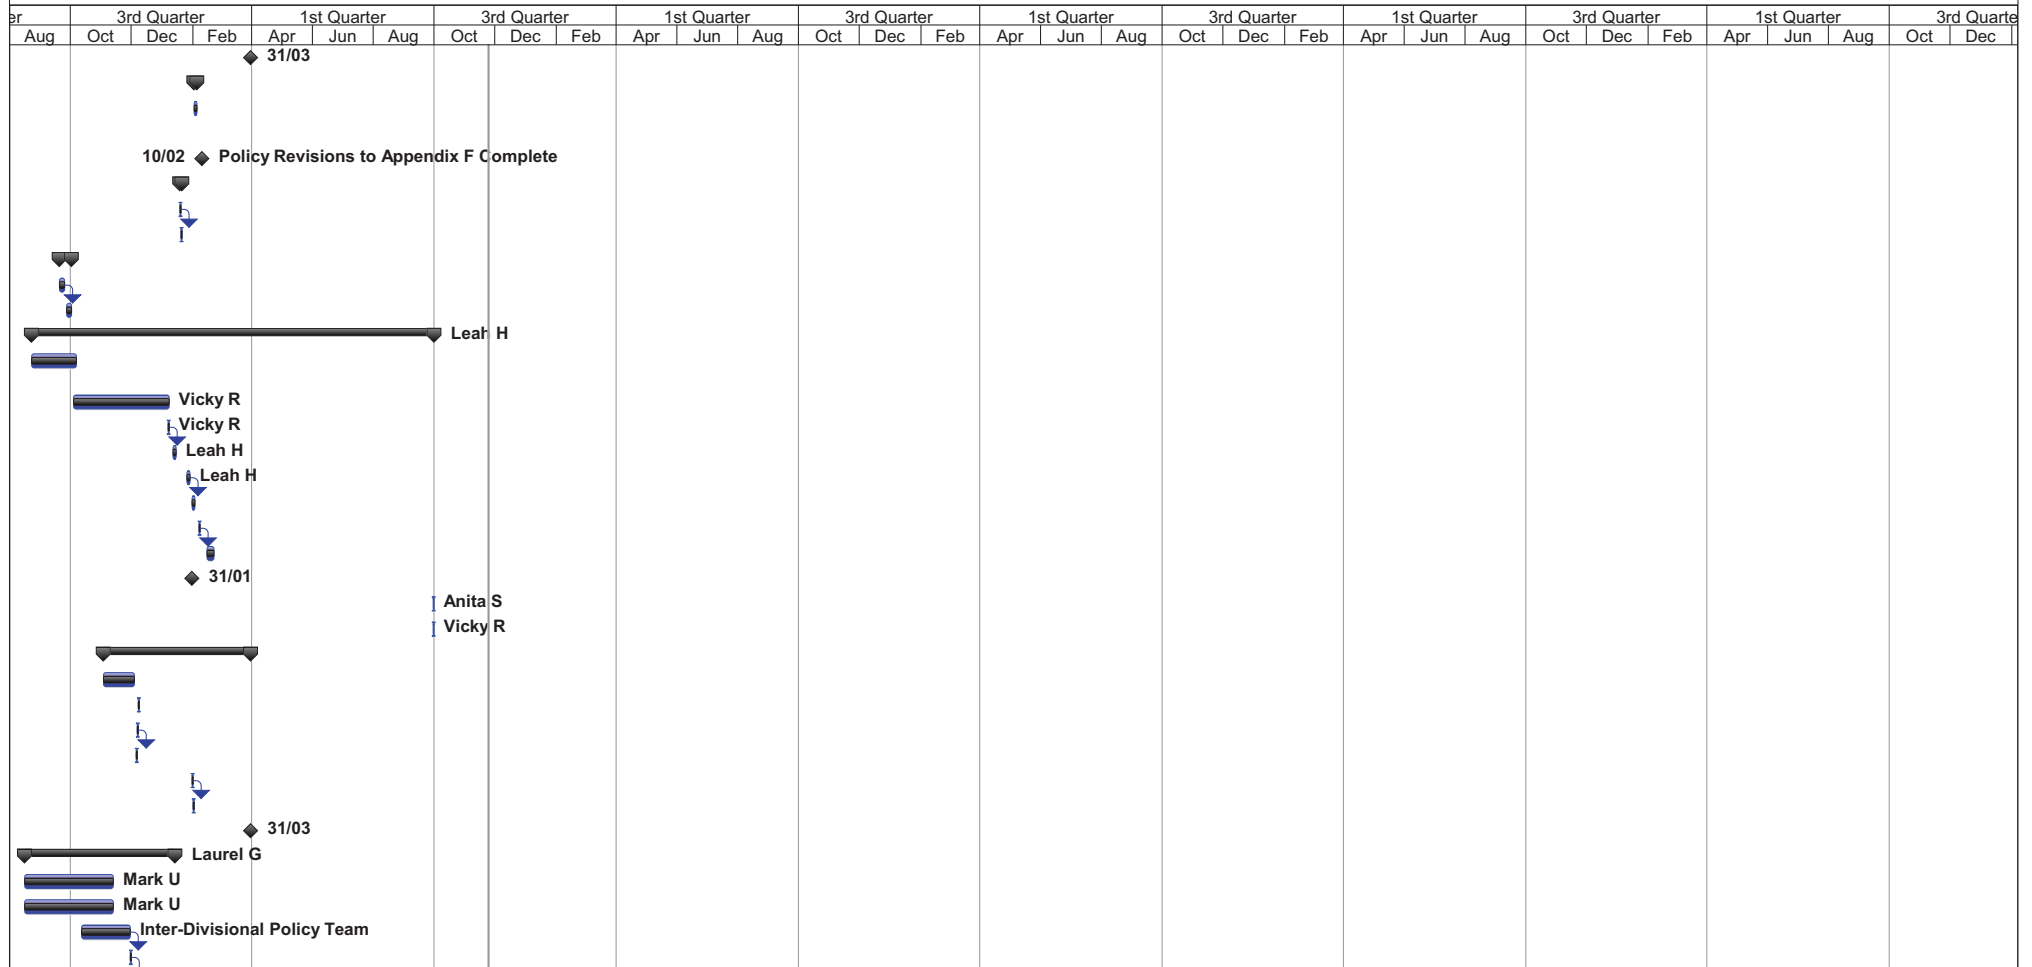 er 3rd Quarter 1st Quarter 3rd Quarter 1st Quarter 3rd Quarter 1st Quarter 3rd Quarter 1st Quarter 3rd Quarter 1st Quarter 3rd Quarte
Aug Oct Dec Feb Apr Jun Aug Oct Dec Feb Apr Jun Aug Oct Dec Feb Apr Jun Aug Oct Dec Feb Apr Jun Aug Oct Dec Feb Apr Jun Aug Oct Dec
31/03
10/02 Policy Revisions to Appendix F Complete
Leah H
Vicky R
Vicky R
Leah H
Leah H
31/01
Anita S
Vicky R
31/03
Laurel G
Mark U
Mark U
Inter-Divisional Policy Team